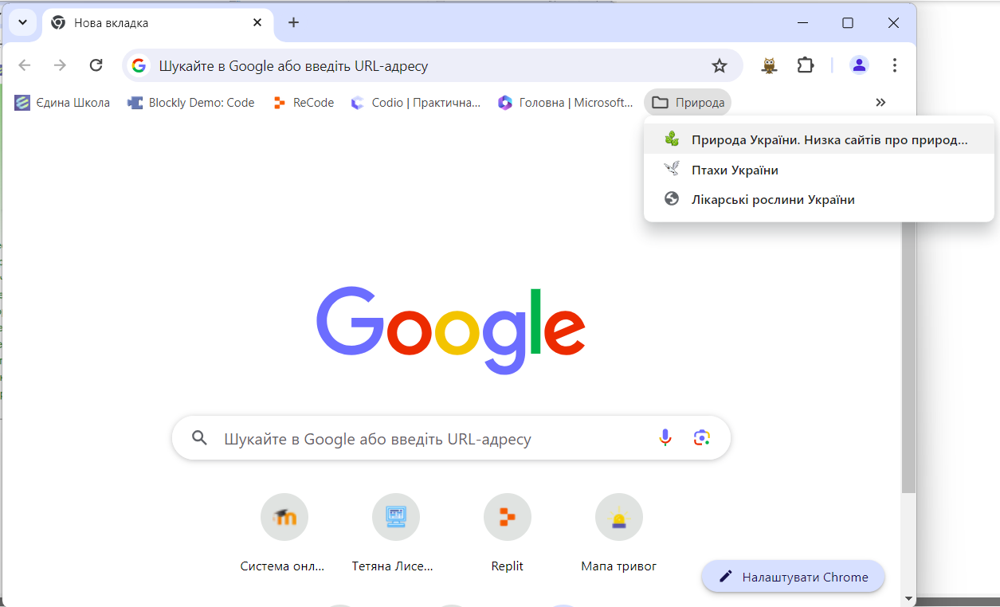 Нова вкладка
Шукайте в Google або введіть URL-адресу
Єдина Школа
Blockly Demo: Code
ReCode
Codio | Практична...
Головна | Microsoft...
Природа
Природа України. Низка сайтів про природ...
Птахи України
Лікарські рослини України
Google
Шукайте в Google або введіть URL-адресу
Система онл...
Тетяна Лисе...
Replit
Мапа тривог
Налаштувати Chrome